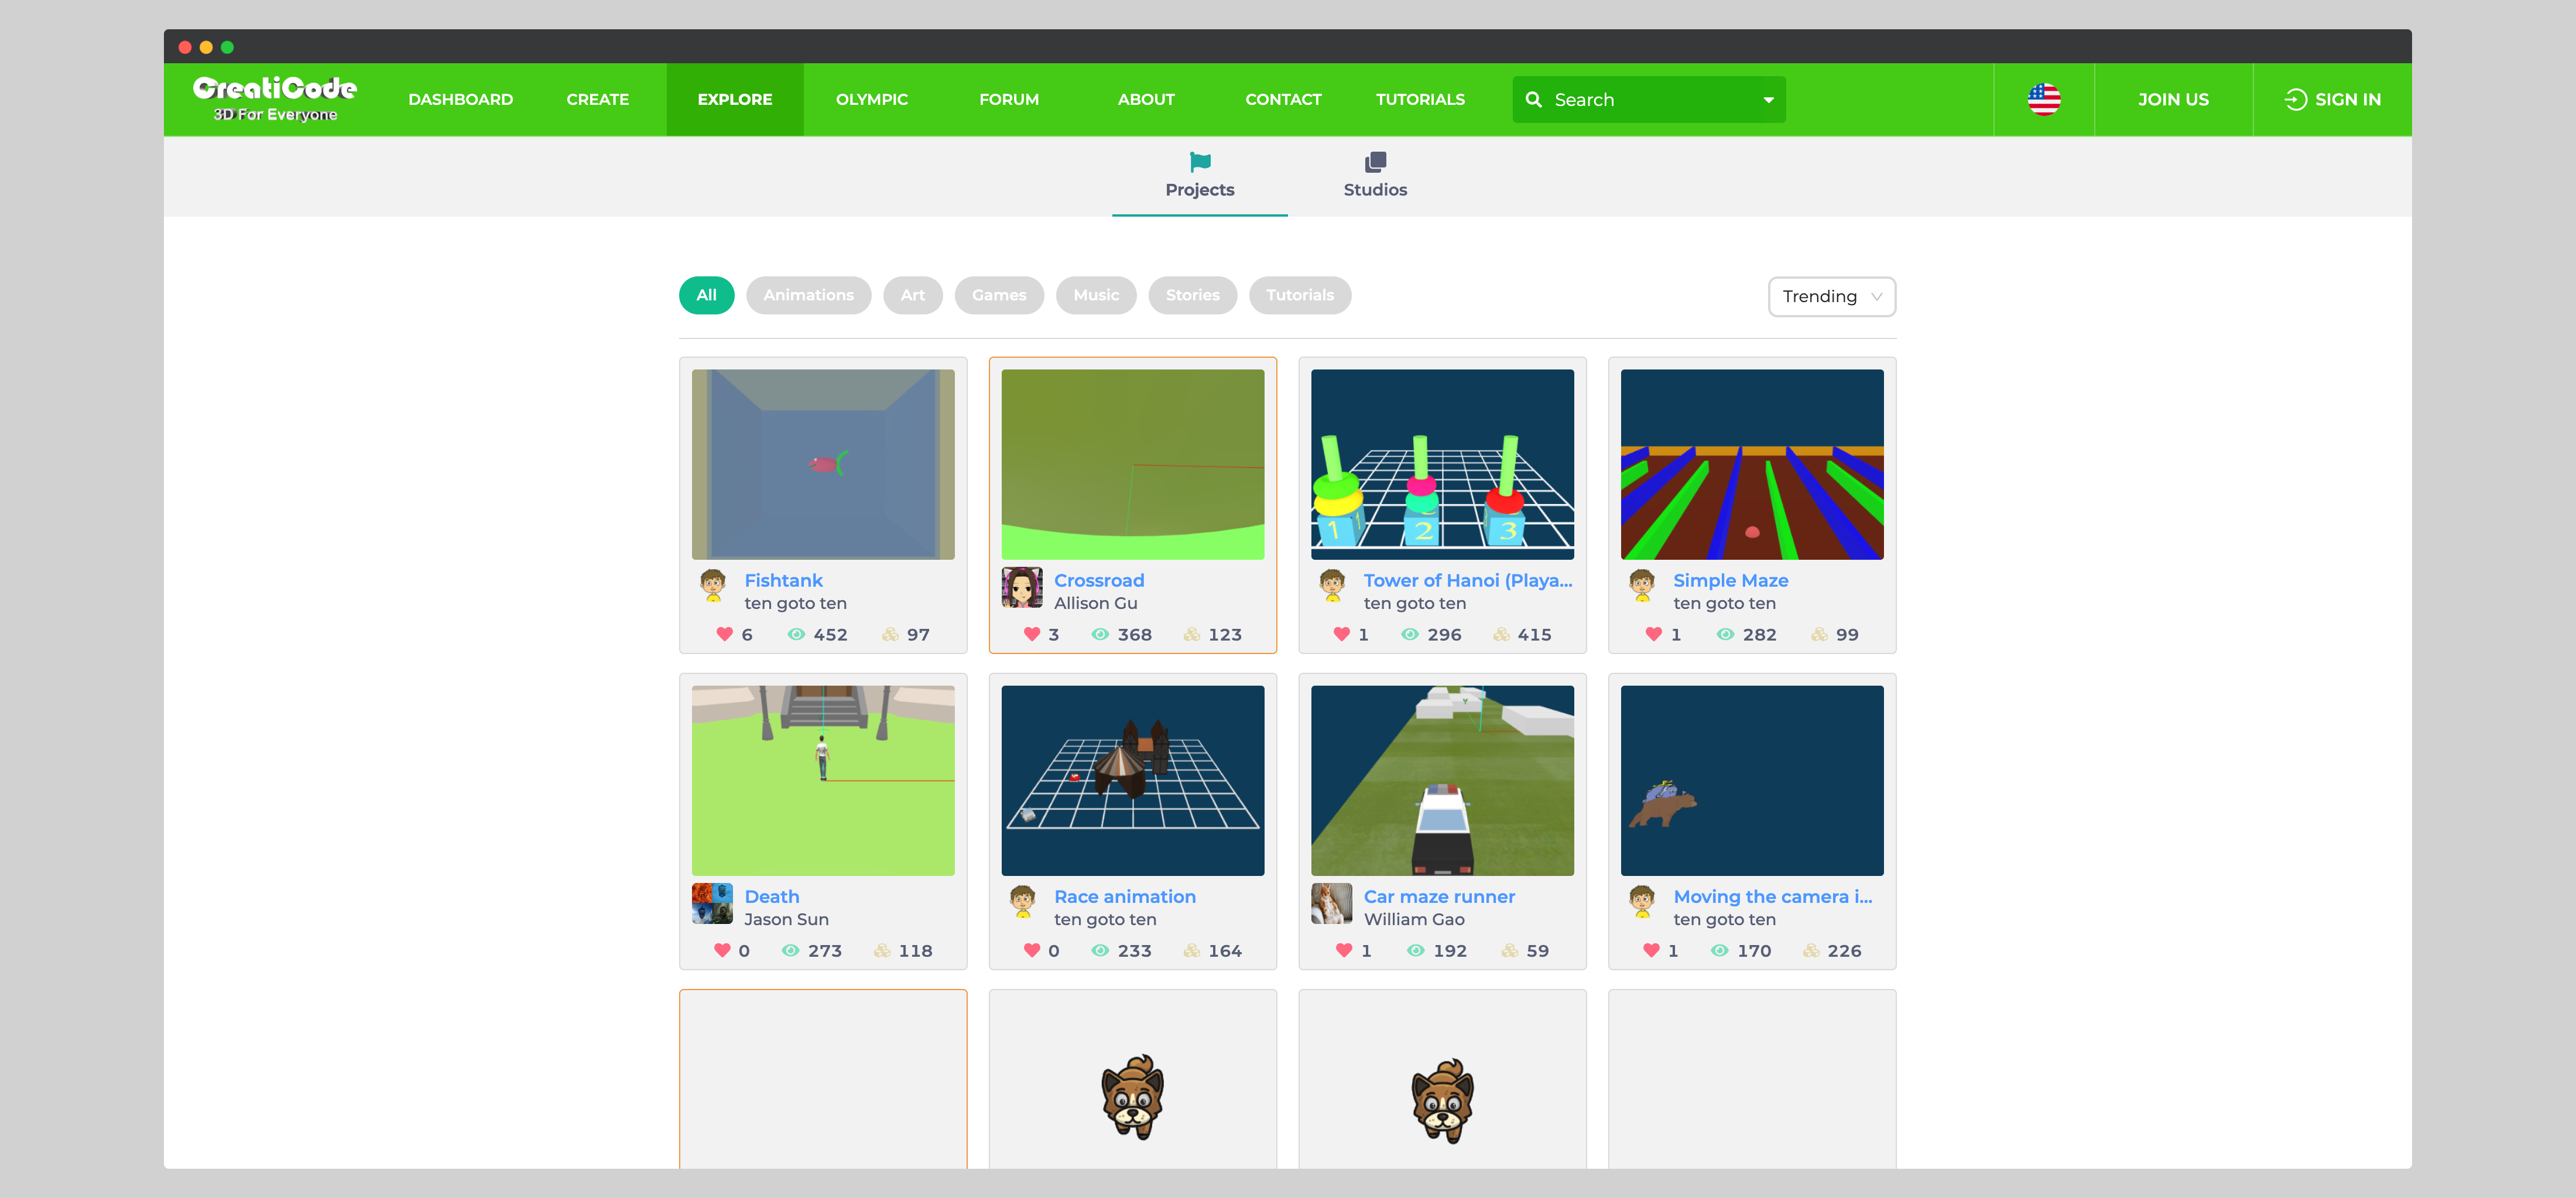 CreatiCode
3D For Everyone
DASHBOARD
CREATE
EXPLORE
OLYMPIC
FORUM
ABOUT
CONTACT
TUTORIALS
Search
JOIN US
SIGN IN
Projects
Studios
All
Animations
Art
Games
Music
Stories
Tutorials
Trending
1
2
3
Fishtank
ten goto ten
6 452 97
Crossroad
Allison Gu
3 368 123
Tower of Hanoi (Playa...
ten goto ten
1 296 415
Simple Maze
ten goto ten
1 282 99
Death
Jason Sun
0 273 118
Race animation
ten goto ten
0 233 164
Car maze runner
William Gao
1 192 59
Moving the camera i...
ten goto ten
1 170 226